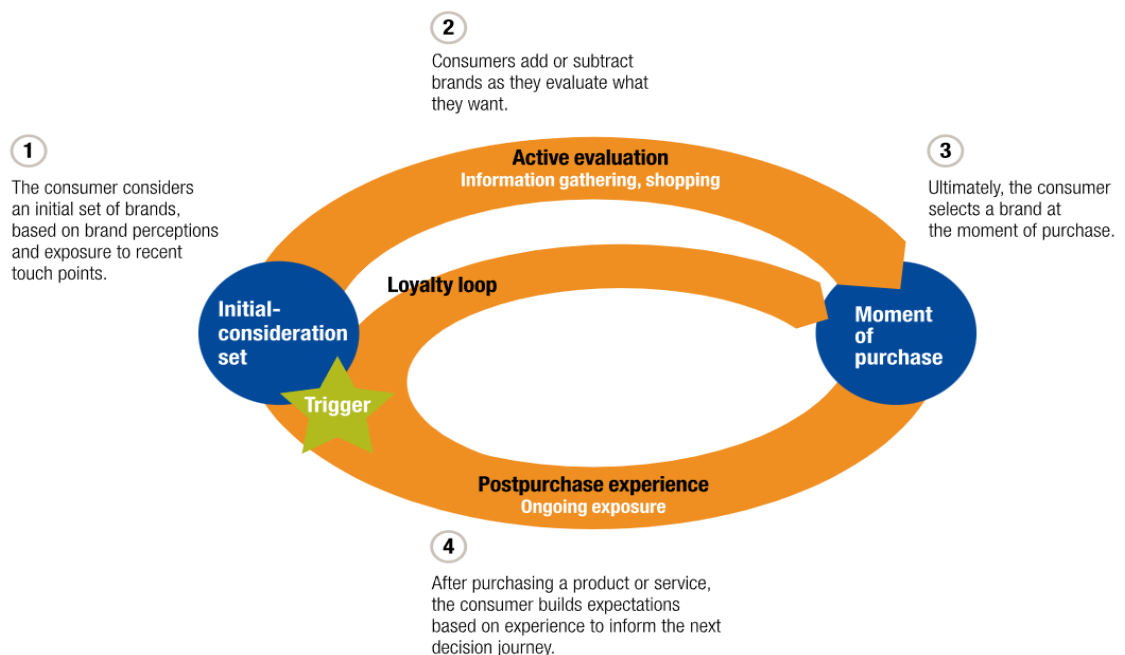 1
The consumer considers
an initial set of brands,
based on brand perceptions
and exposure to recent
touch points.
2
Consumers add or subtract
brands as they evaluate what
they want.
3
Ultimately, the consumer
selects a brand at
the moment of purchase.
Active evaluation
Information gathering, shopping
Loyalty loop
Initial-
consideration
set
Trigger
Moment
of
purchase
Postpurchase experience
Ongoing exposure
4
After purchasing a product or service,
the consumer builds expectations
based on experience to inform the next
decision journey.